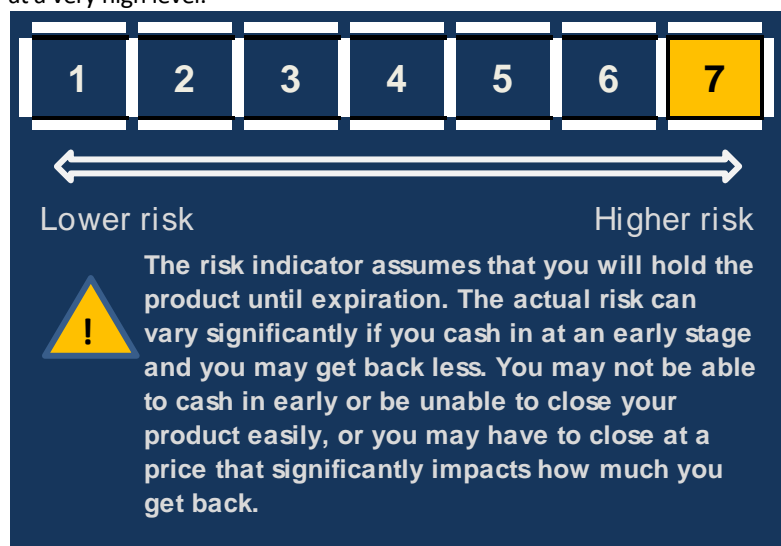 at a very high level.
1 2 3 4 5 6 7
Lower risk Higher risk
The risk indicator assumes that you will hold the
product until expiration. The actual risk can
! vary significantly if you cash in at an early stage
and you may get back less. You may not be able
to cash in early or be unable to close your
product easily, or you may have to close at a
price that significantly impacts how much you
get back.